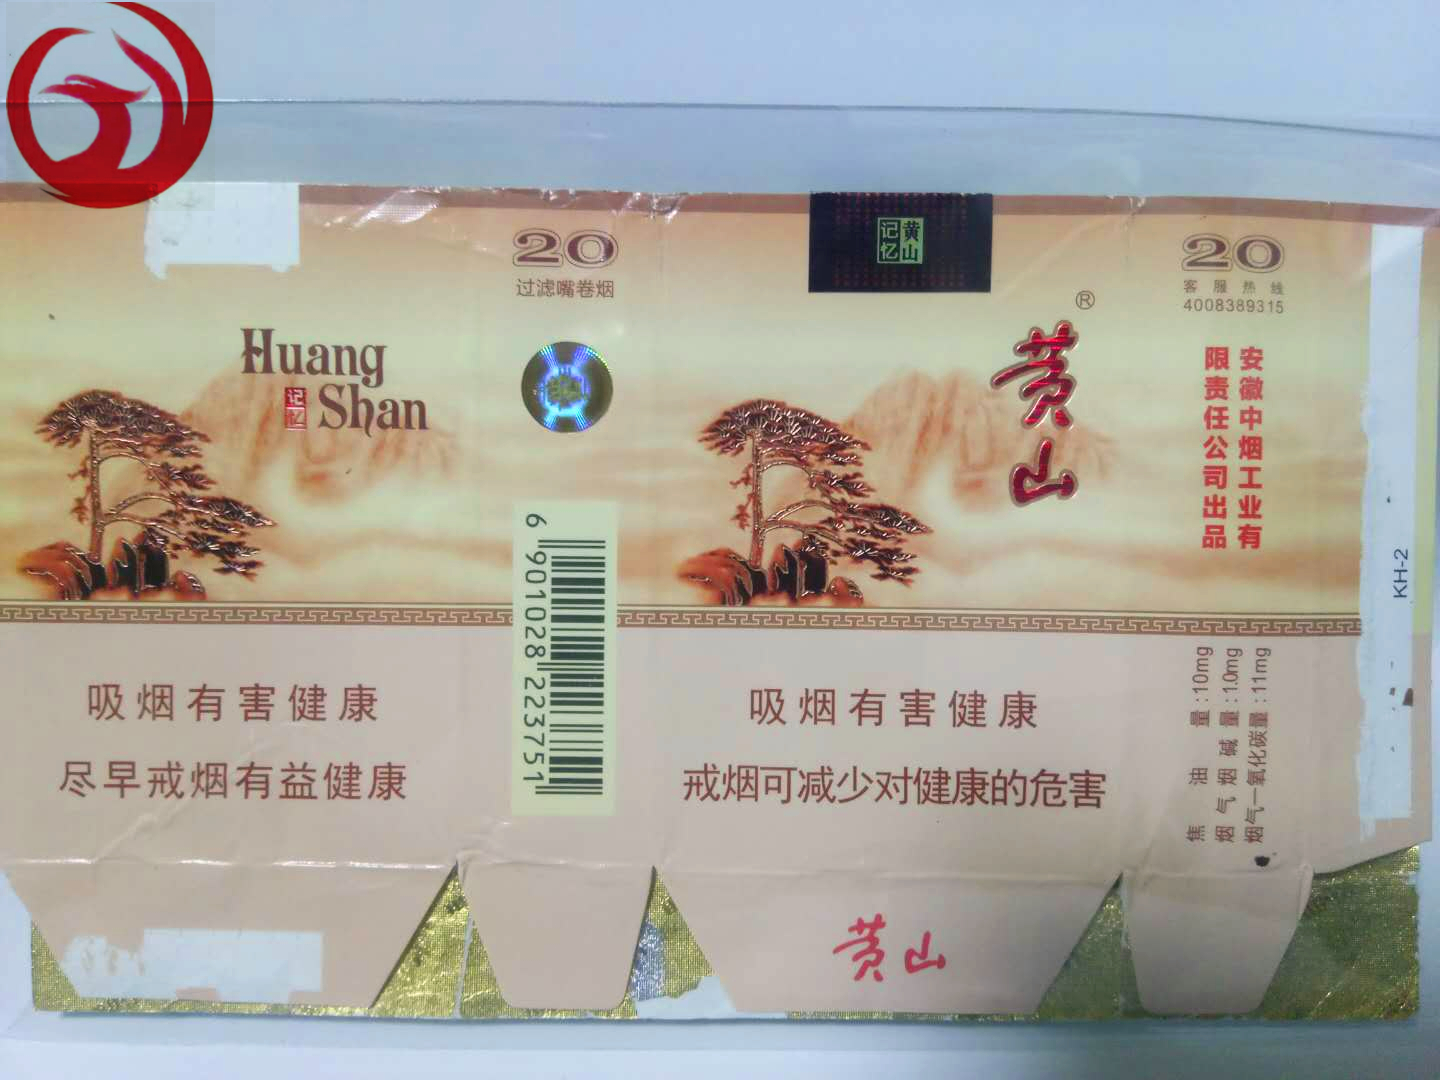 Huang
记忆
Shan
吸烟有害健康
尽早戒烟有益健康
20
过滤嘴卷烟
6 901028 223751
黄山
记忆
®
黄山
吸烟有害健康
戒烟可减少对健康的危害
黄山
20
客服热线
4008389315
安徽中烟工业有
限责任公司出品
焦油量:10mg
烟气烟碱量:1.0mg
烟气一氧化碳量:11mg
KH-2